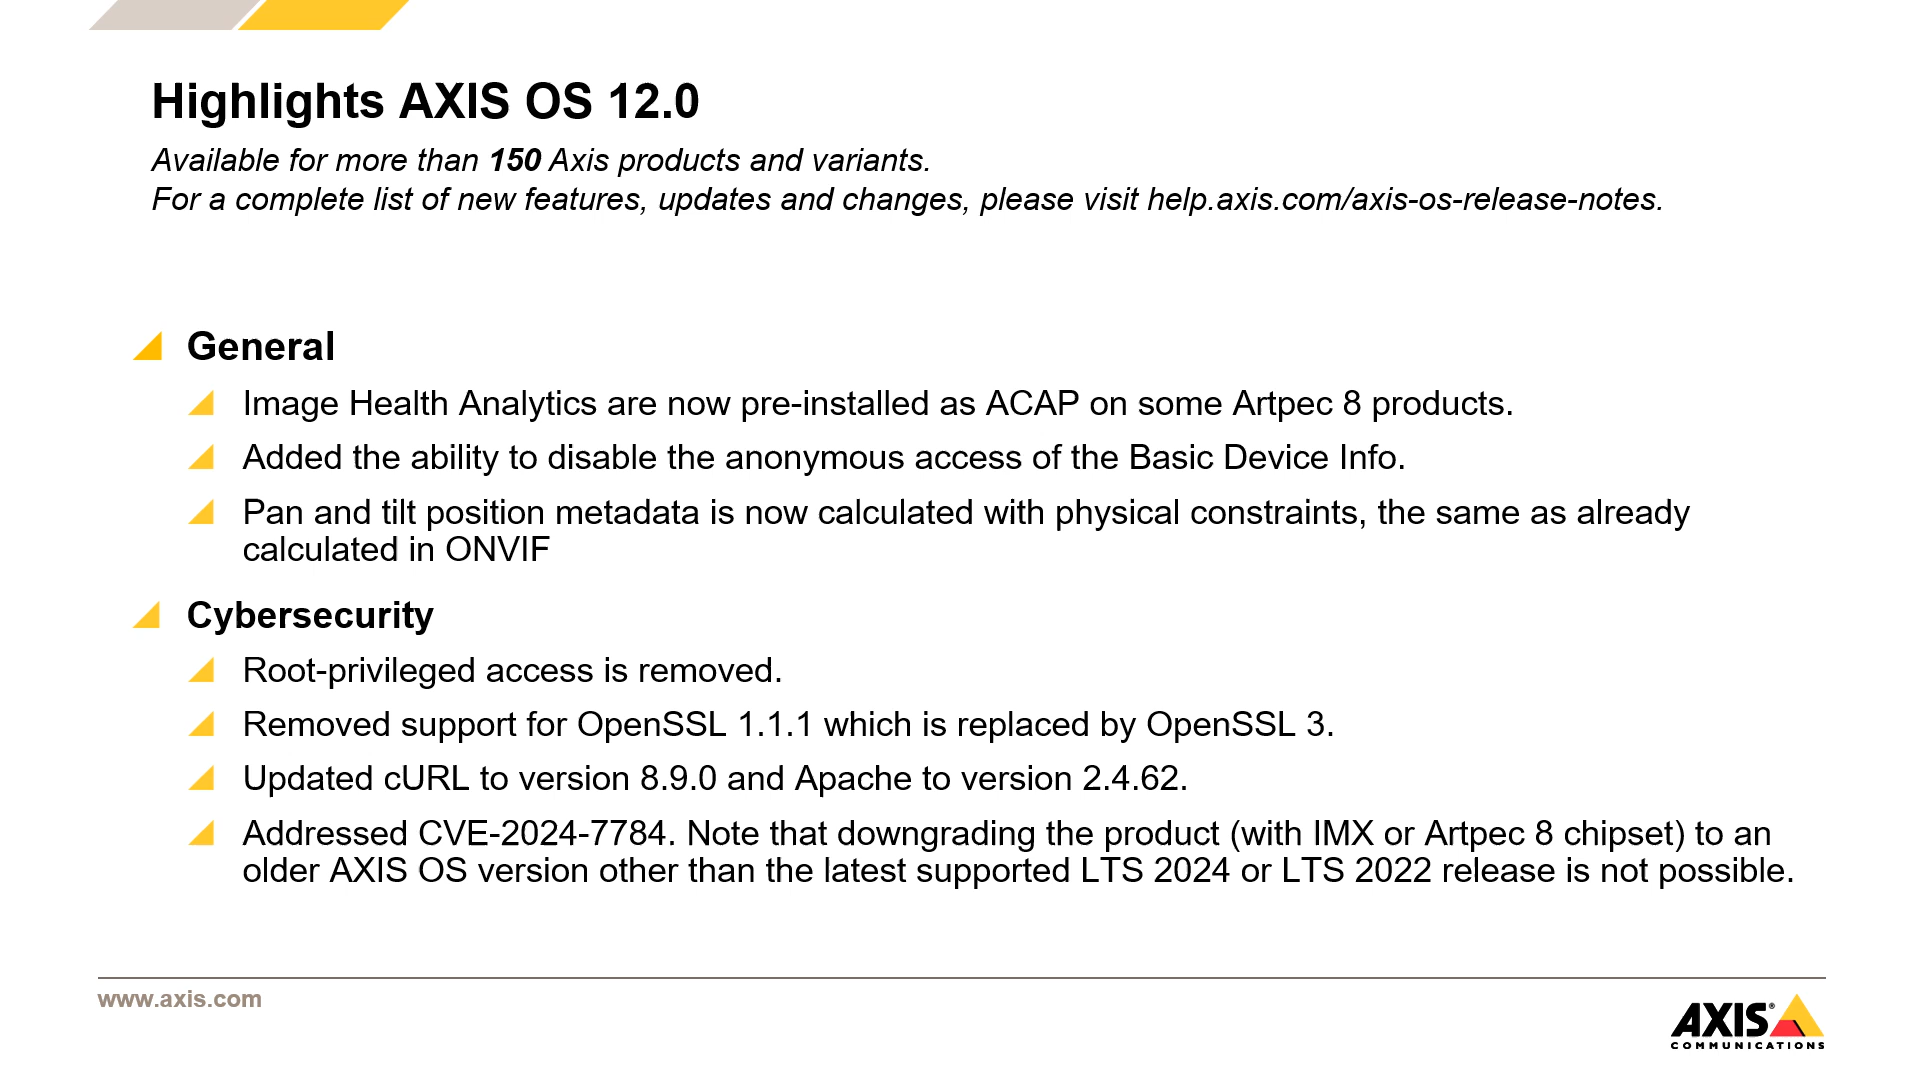 Highlights AXIS OS 12.0
Available for more than 150 Axis products and variants.
For a complete list of new features, updates and changes, please visit help.axis.com/axis-os-release-notes.
General
Image Health Analytics are now pre-installed as ACAP on some Artpec 8 products.
Added the ability to disable the anonymous access of the Basic Device Info.
Pan and tilt position metadata is now calculated with physical constraints, the same as already
calculated in ONVIF
Cybersecurity
Root-privileged access is removed.
Removed support for OpenSSL 1.1.1 which is replaced by OpenSSL 3.
Updated cURL to version 8.9.0 and Apache to version 2.4.62.
Addressed CVE-2024-7784. Note that downgrading the product (with IMX or Artpec 8 chipset) to an
older AXIS OS version other than the latest supported LTS 2024 or LTS 2022 release is not possible.
www.axis.com
AXIS®
COMMUNICATIONS